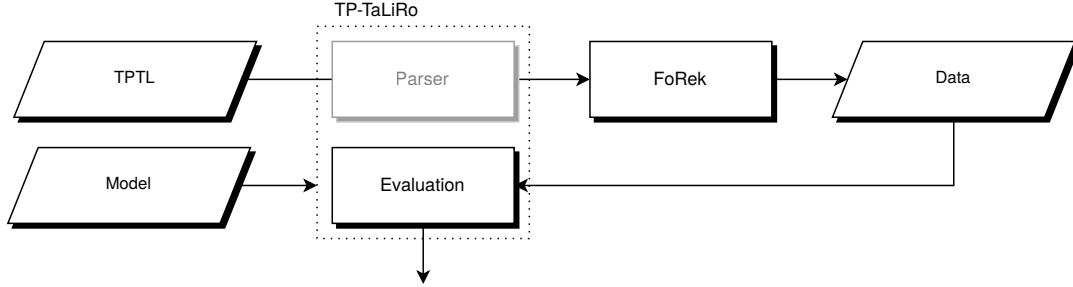 TP-TaLiRo
TPTL
Parser
FoRek
Data
Model
Evaluation